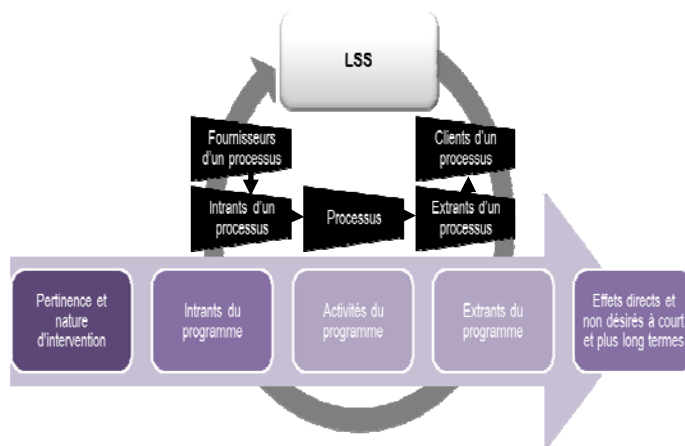 LSS
Fournisseurs
d'un processus
Clients d'un
processus
Intrants d'un
processus
Processus
Extrants d'un
processus
Pertinence et
nature
d'intervention
Intrants du
programme
Activités du
programme
Extrants du
programme
Effets directs et
non désirés à court
et plus long termes